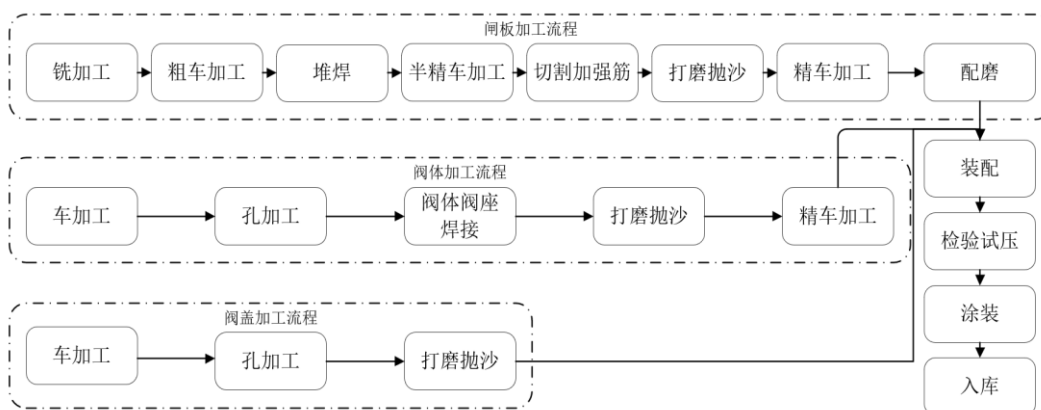 闸板加工流程
铣加工
粗车加工
堆焊
半精车加工
切割加强筋
打磨抛沙
精车加工
配磨
阀体加工流程
车加工
孔加工
阀体阀座
焊接
打磨抛沙
精车加工
装配
检验试压
涂装
入库
阀盖加工流程
车加工
孔加工
打磨抛沙